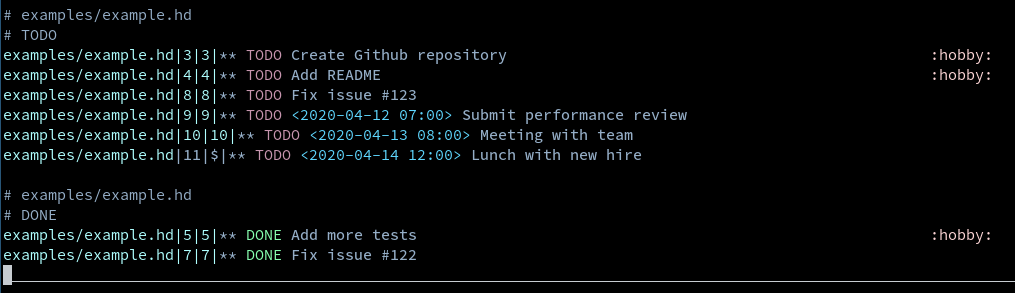 # examples/example.hd
# TODO
examples/example.hd|3|3|** TODO Create Github repository :hobby:
examples/example.hd|4|4|** TODO Add README :hobby:
examples/example.hd|8|8|** TODO Fix issue #123
examples/example.hd|9|9|** TODO <2020-04-12 07:00> Submit performance review
examples/example.hd|10|10|** TODO <2020-04-13 08:00> Meeting with team
examples/example.hd|11|$|** TODO <2020-04-14 12:00> Lunch with new hire
# examples/example.hd
# DONE
examples/example.hd|5|5|** DONE Add more tests :hobby:
examples/example.hd|7|7|** DONE Fix issue #122